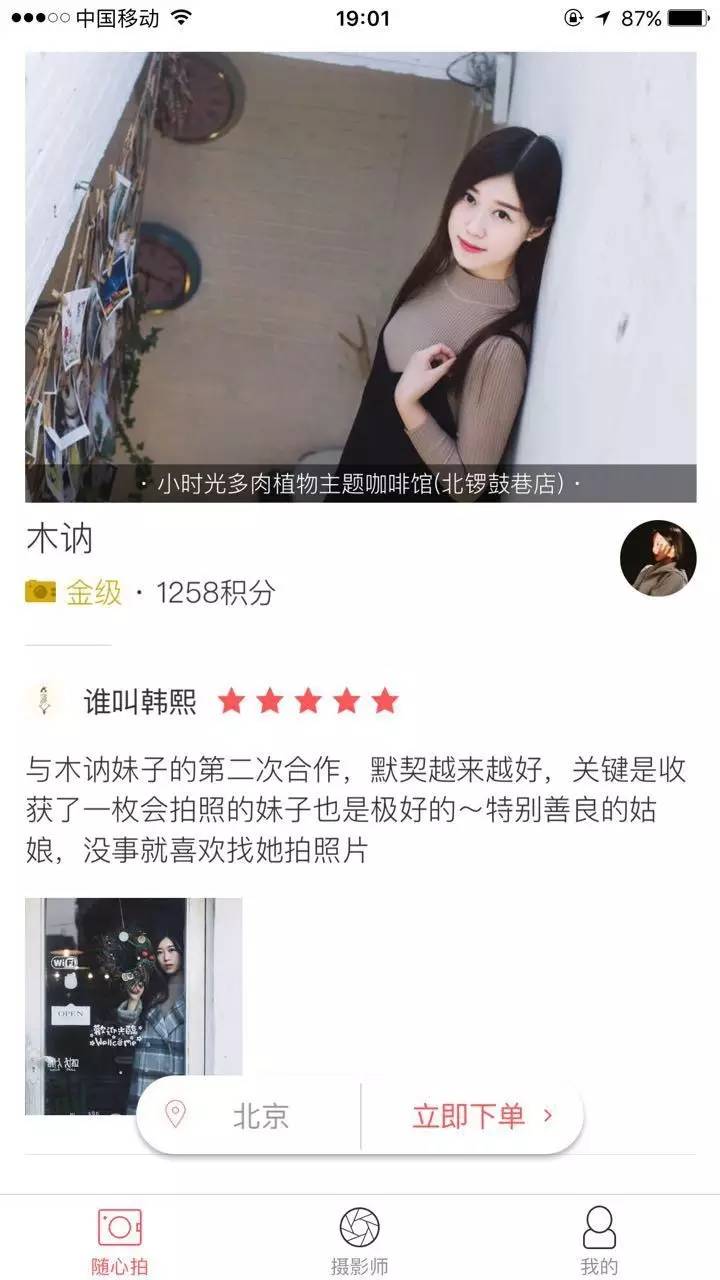 中国移动 19:01 87%
· 小时光多肉植物主题咖啡馆(北锣鼓巷店) ·
木讷
金级 · 1258积分
谁叫韩熙
与木讷妹子的第二次合作，默契越来越好，关键是收
获了一枚会拍照的妹子也是极好的～特别善良的姑
娘，没事就喜欢找她拍照片
WiFi
OPEN
歡迎光臨
Wellcome
北京 立即下单 ›
随心拍 摄影师 我的